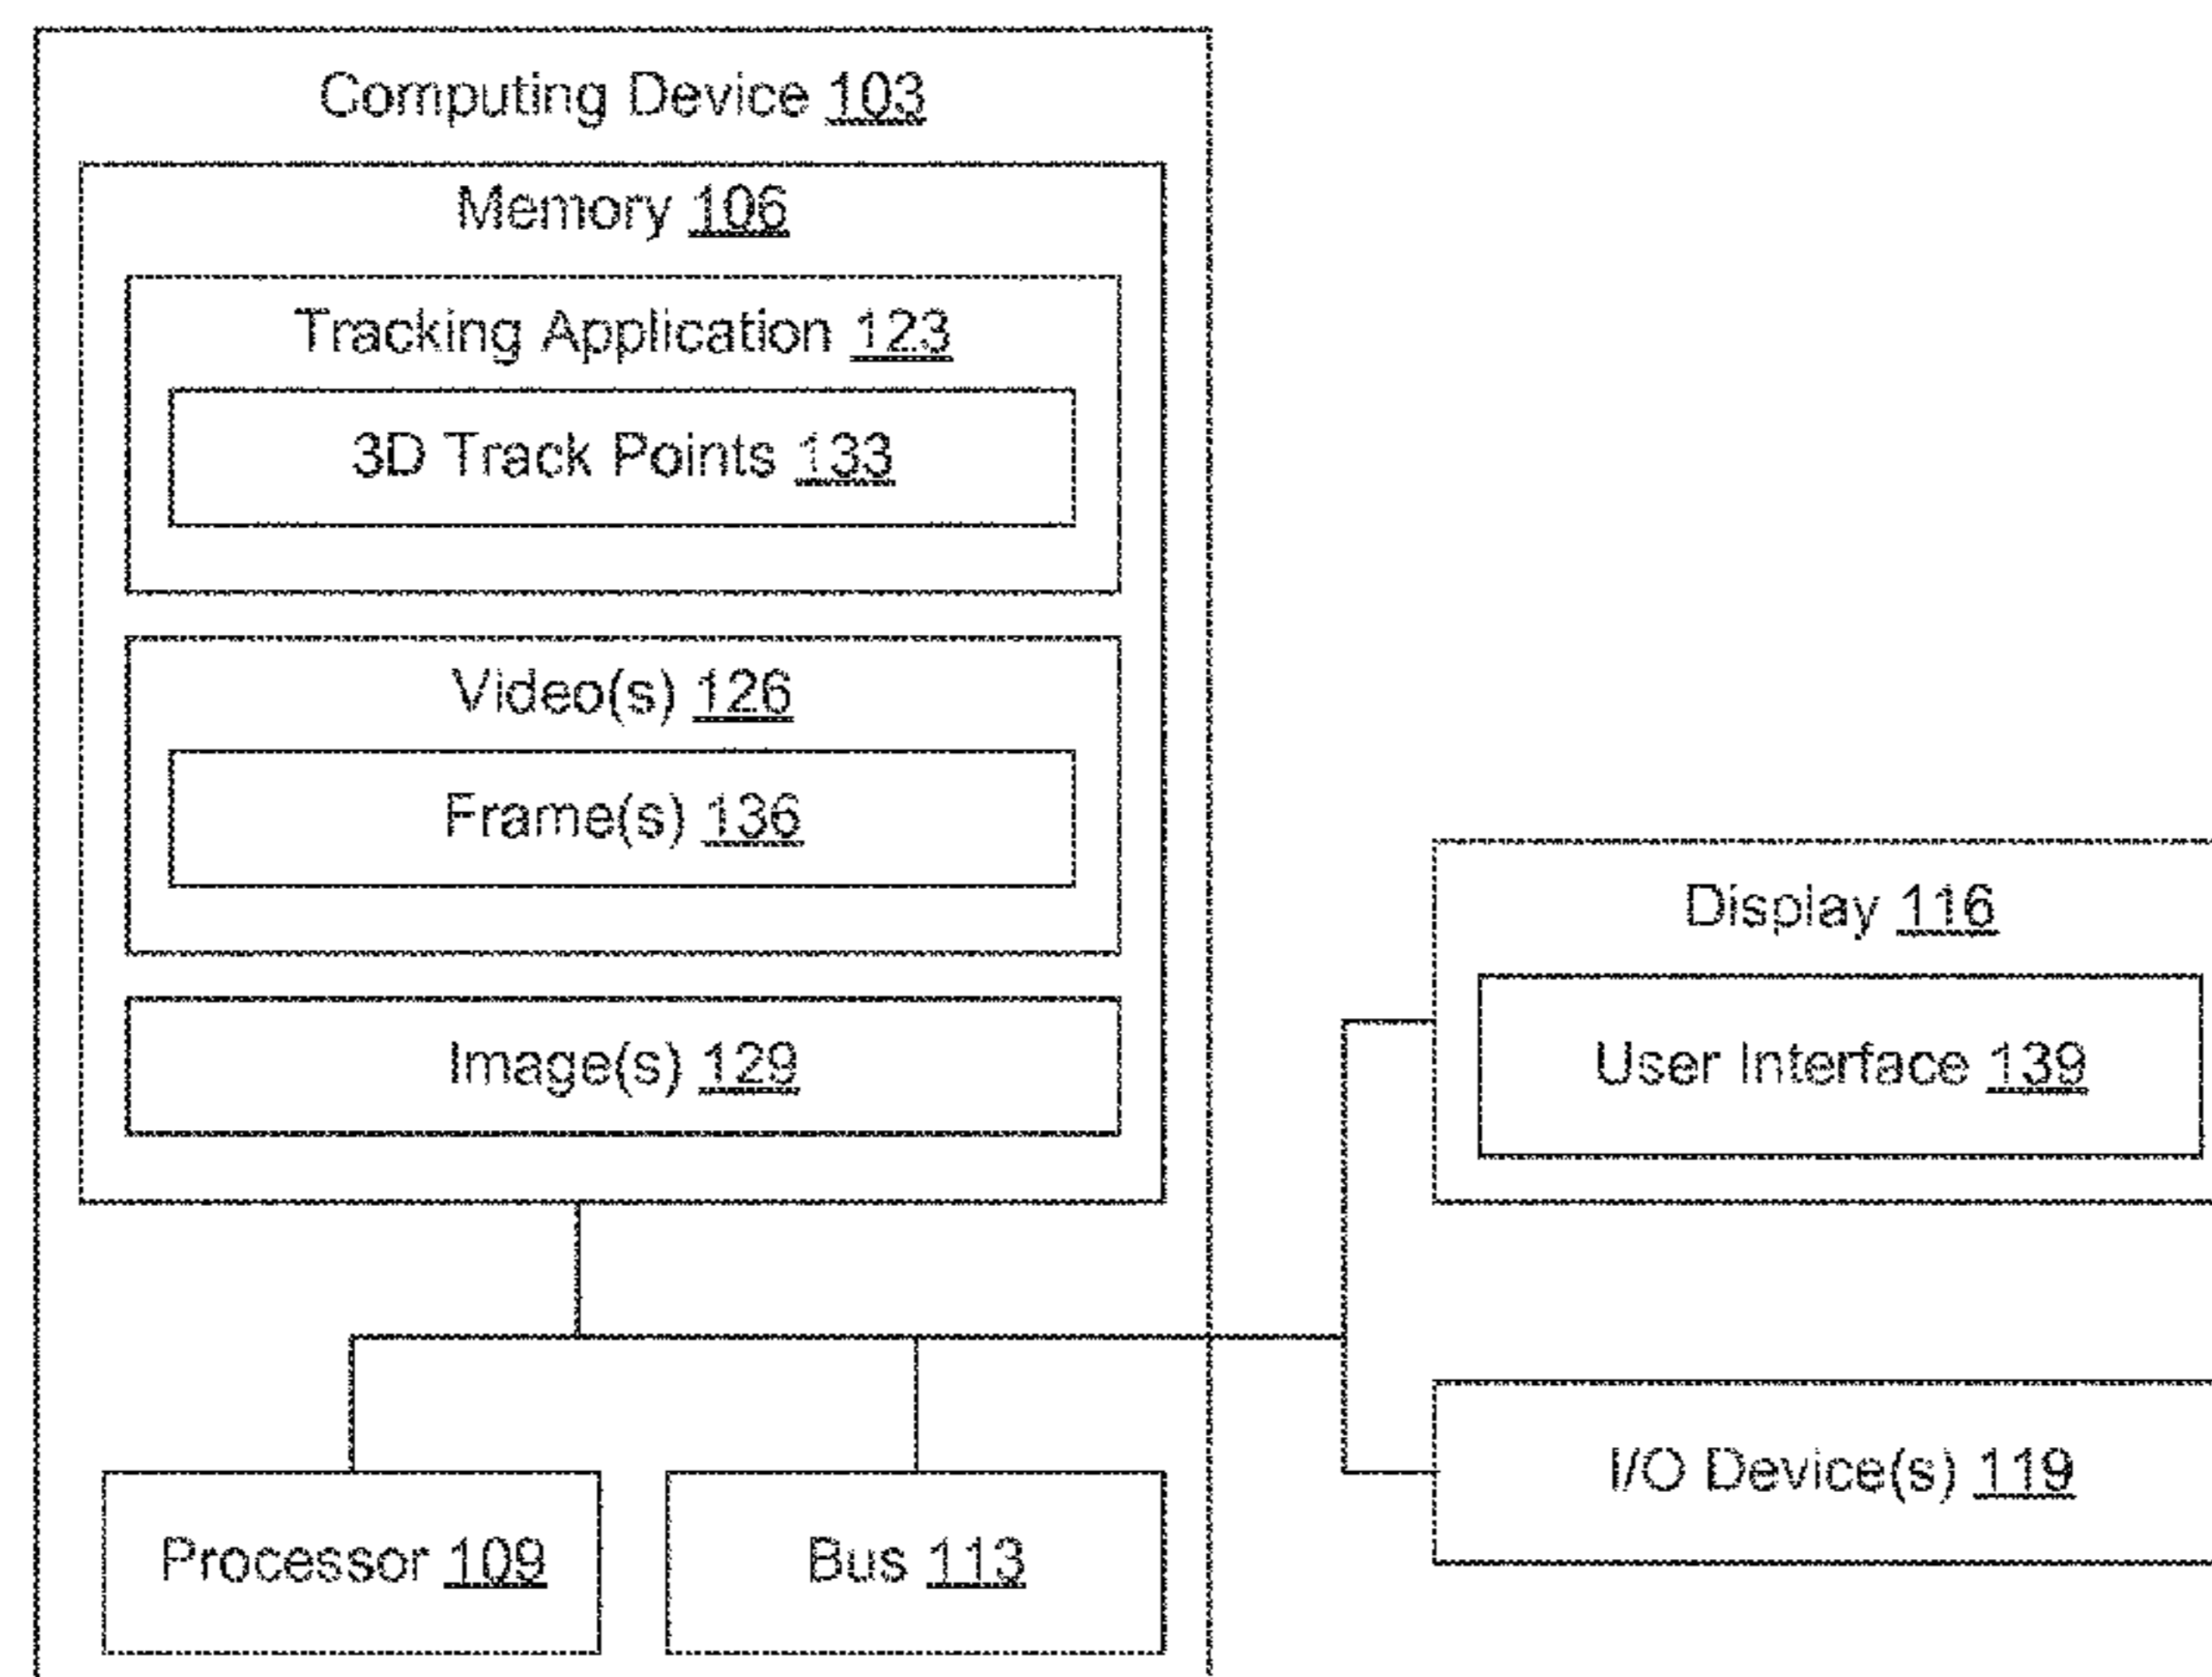 Computing Device 103
Memory 106
Tracking Application 123
3D Track Points 133
Video(s) 126
Frame(s) 136
Image(s) 129
Display 116
User Interface 139
I/O Device(s) 119
Processor 109
Bus 113